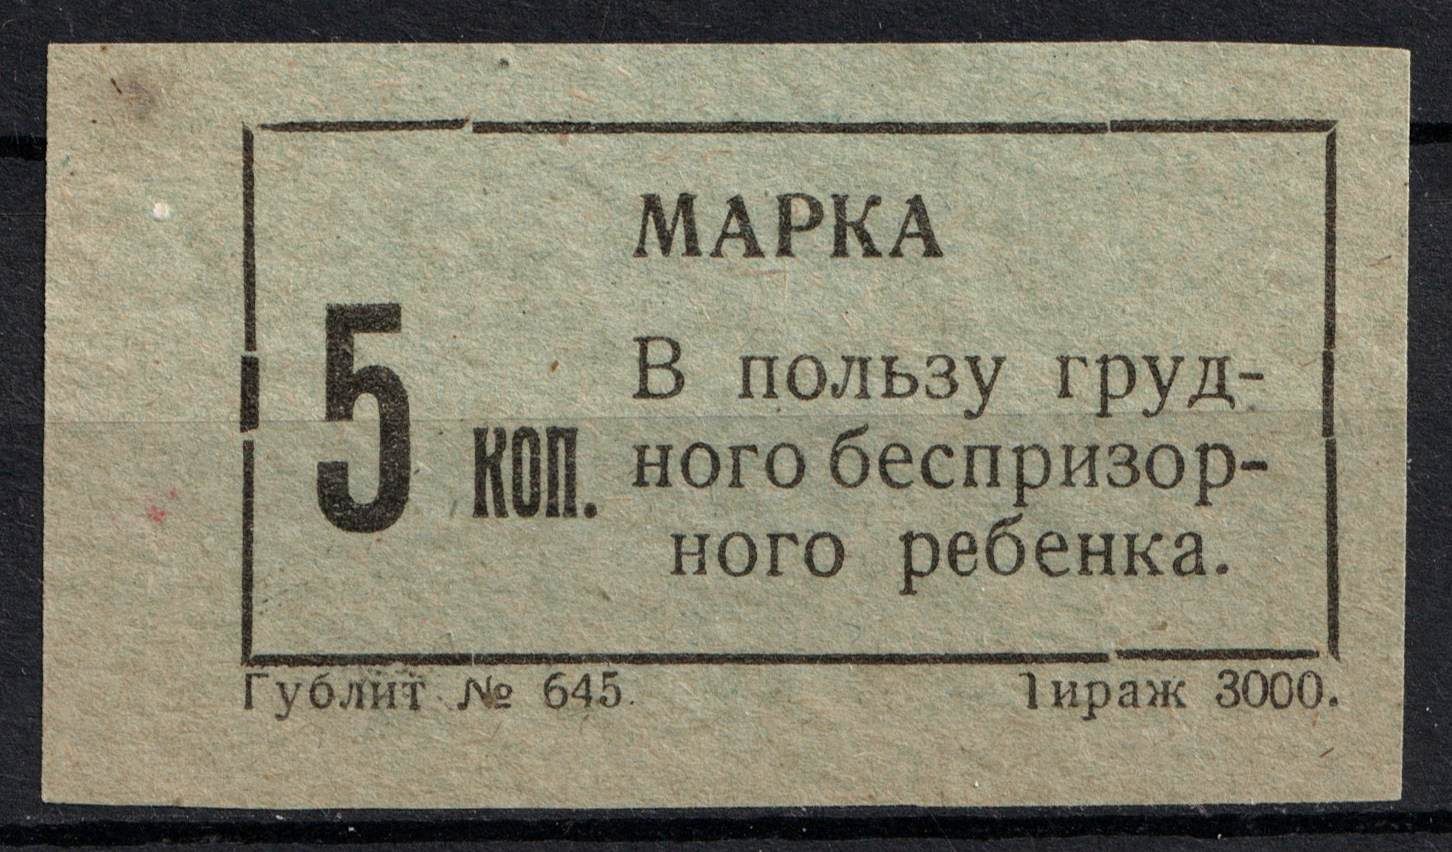 МАРКА
5 коп.
В пользу груд-
ного беспризор-
ного ребенка.
Гублит № 645.
Тираж 3000.